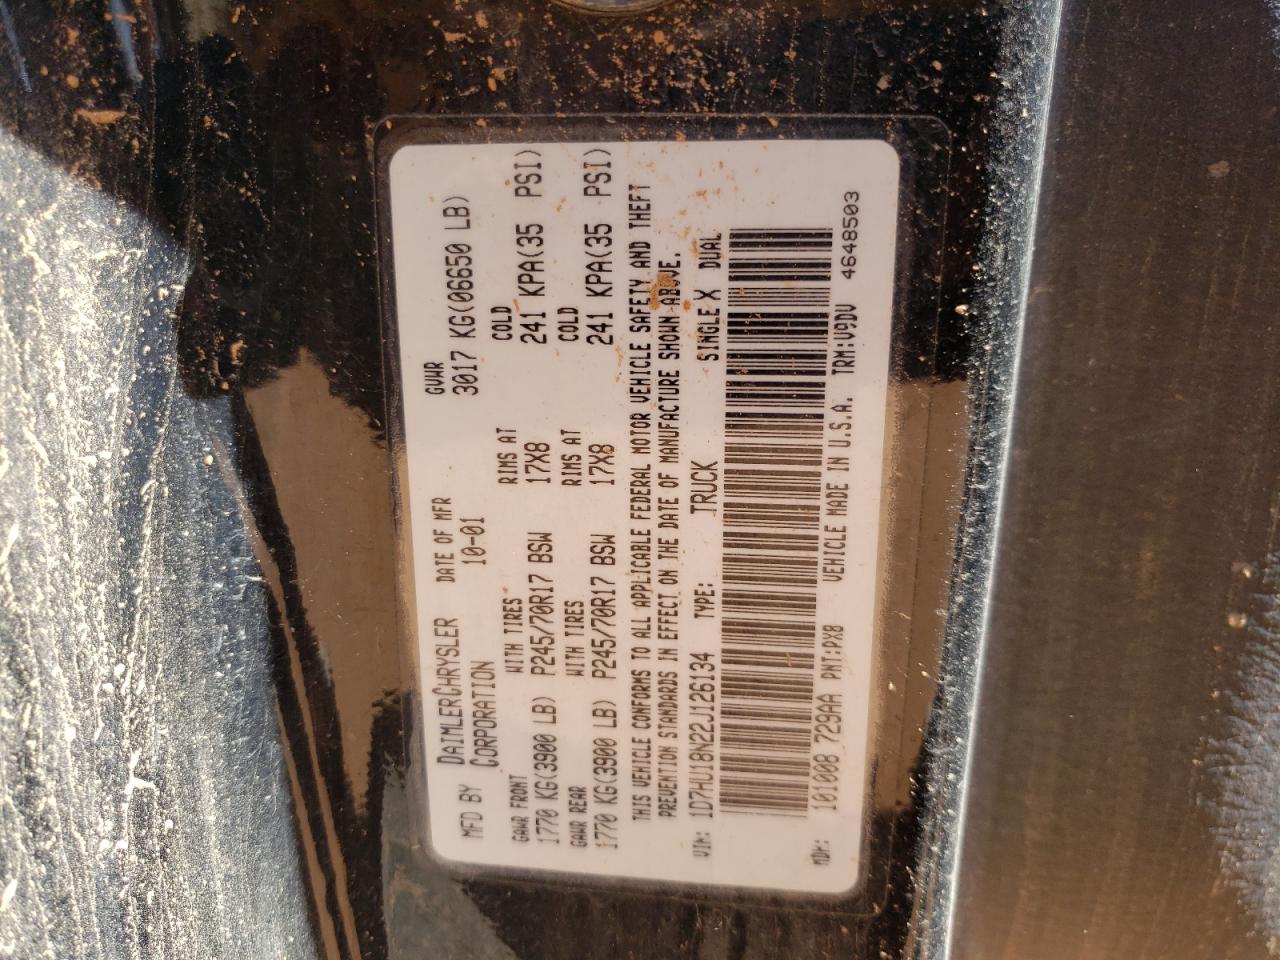 MFD BY DAIMLERCHRYSLER CORPORATION DATE OF MFR 10-01 GVWR 3017 KG(06650 LB)
GAWR FRONT WITH TIRES RIMS AT COLD
1770 KG(3900 LB) P245/70R17 BSW 17X8 241 KPA(35 PSI)
GAWR REAR WITH TIRES RIMS AT COLD
1770 KG(3900 LB) P245/70R17 BSW 17X8 241 KPA(35 PSI)
THIS VEHICLE CONFORMS TO ALL APPLICABLE FEDERAL MOTOR VEHICLE SAFETY AND THEFT
PREVENTION STANDARDS IN EFFECT ON THE DATE OF MANUFACTURE SHOWN ABOVE.
VIN: 1D7HU18N22J126134 TYPE: TRUCK SINGLE X DUAL
MDH: 101008 729AA PNT:PX8 VEHICLE MADE IN U.S.A. TRM:V9DV 4648503